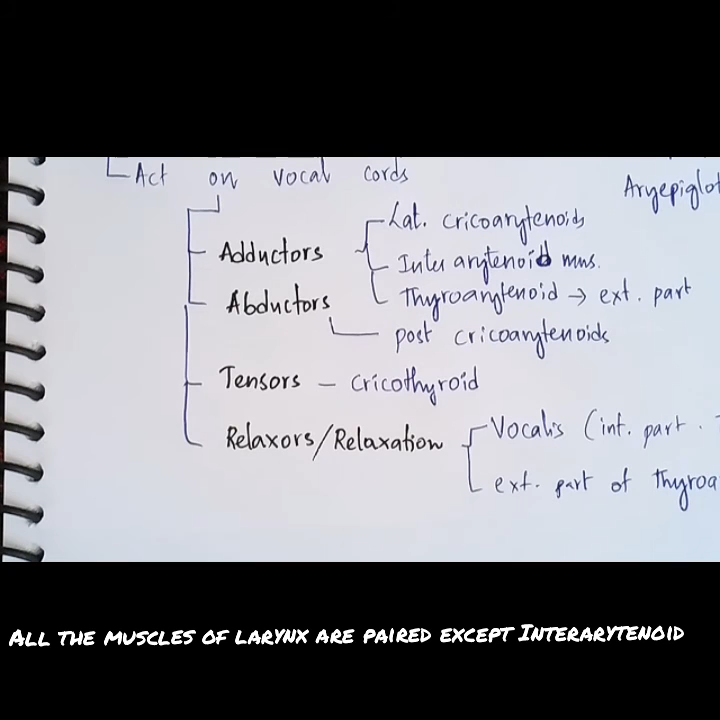 Act on vocal cords
Aryepiglot
Adductors
Lat. cricoarytenoids
Inter arytenoid mus.
Thyroarytenoid → ext. part
Abductors
post cricoarytenoids
Tensors — cricothyroid
Relaxors/Relaxation
Vocalis (int. part .
ext. part of Thyroa
ALL THE MUSCLES OF LARYNX ARE PAIRED EXCEPT INTERARYTENOID